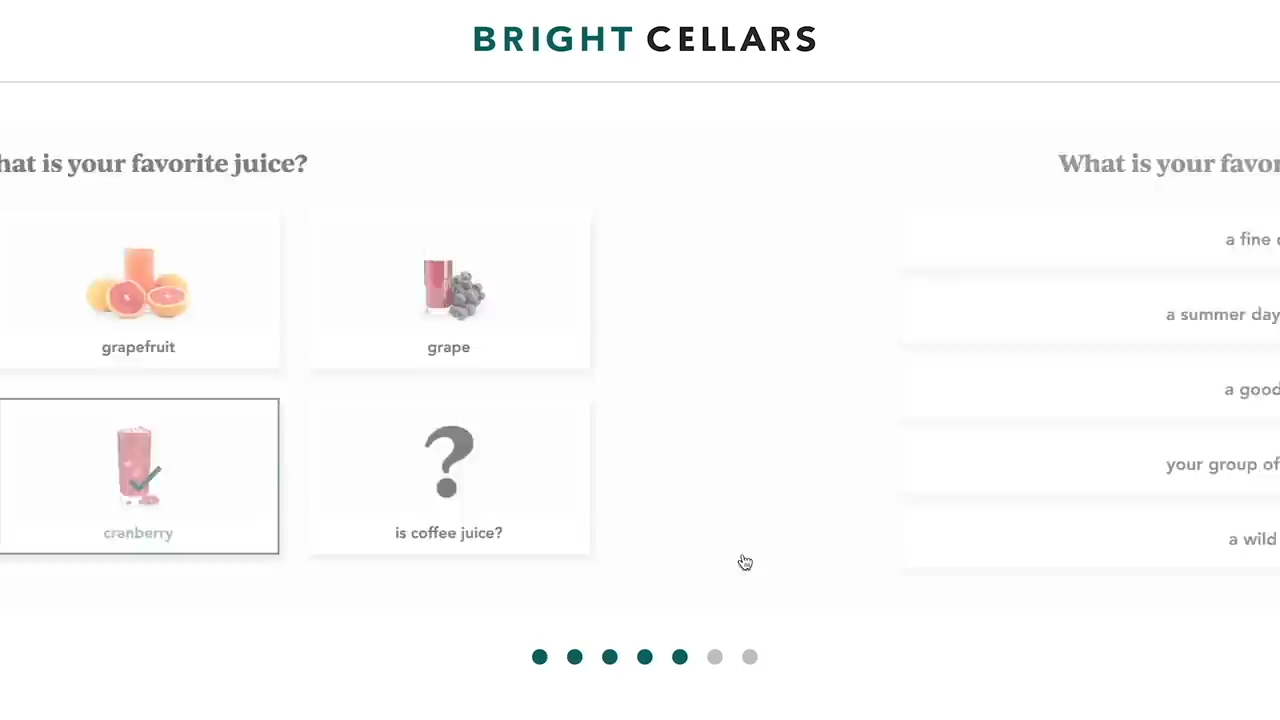 BRIGHT CELLARS
hat is your favorite juice?
What is your favor
grapefruit
grape
cranberry
is coffee juice?
a fine
a summer day
a good
your group of
a wild